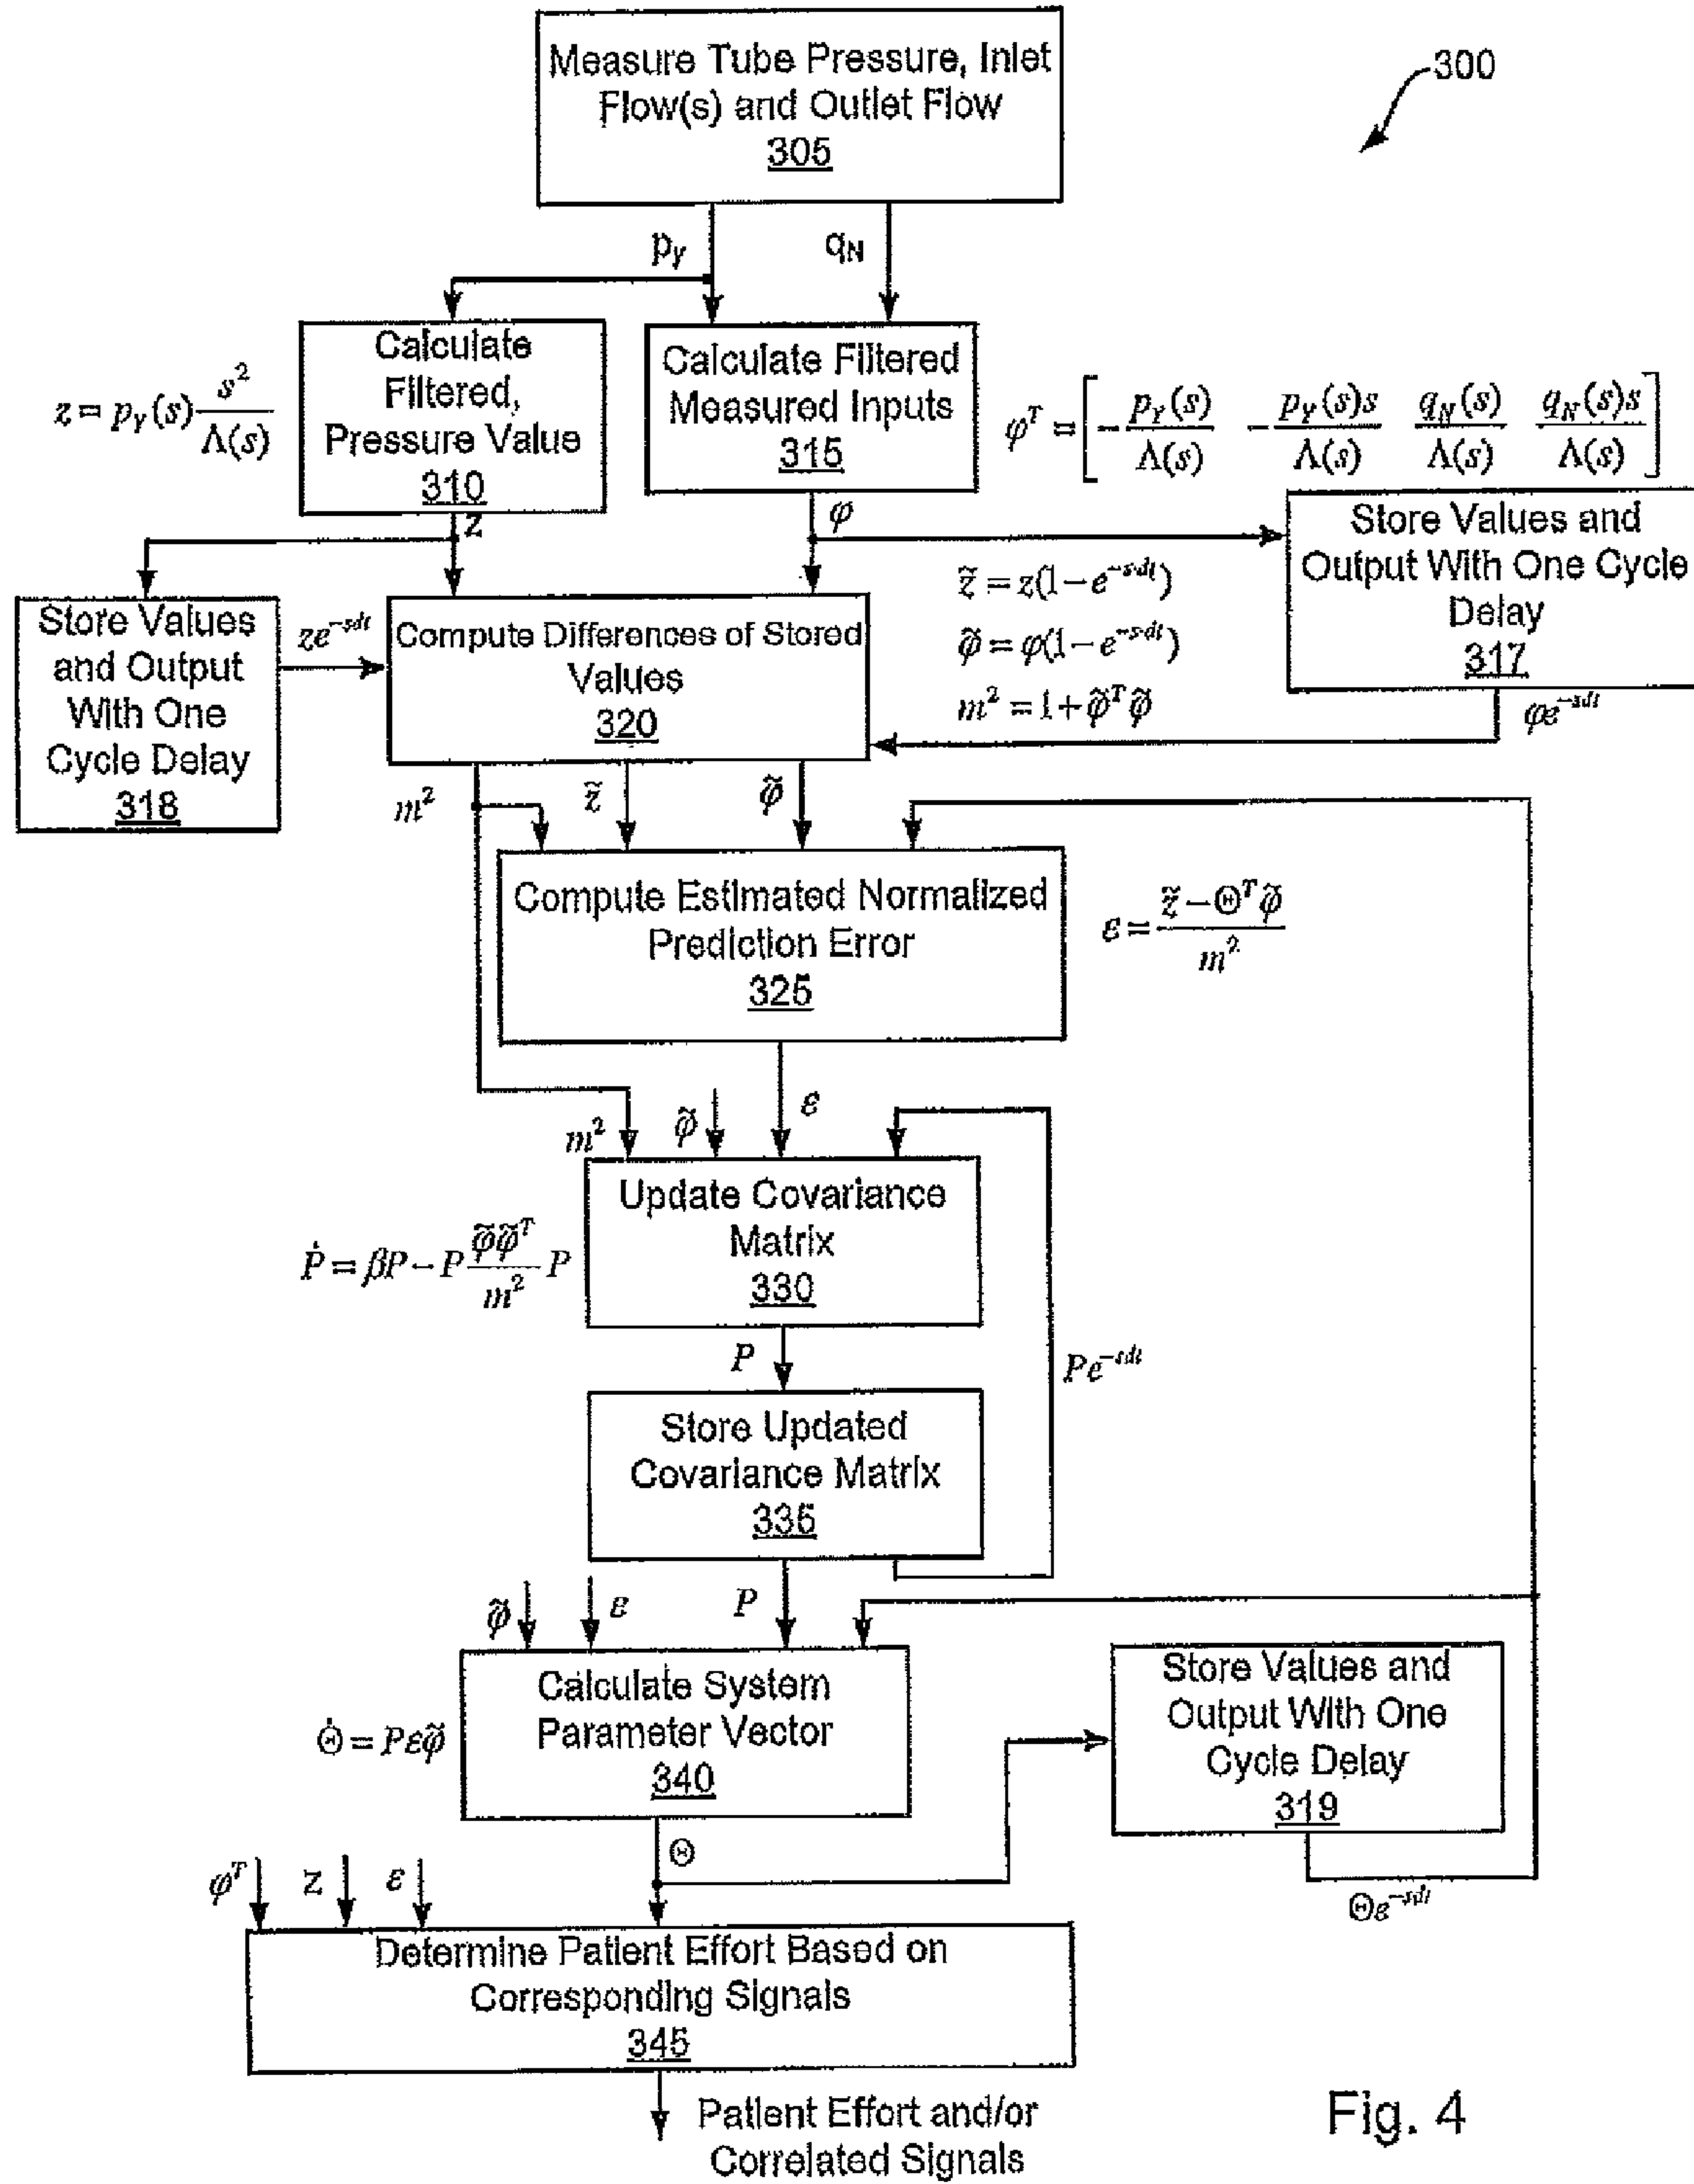 Measure Tube Pressure, Inlet
Flow(s) and Outlet Flow
305
300
p_Y
q_N
Calculate
Filtered,
Pressure Value
310
z = p_Y(s) s²/Λ(s)
Calculate Filtered
Measured Inputs
315
φ^T = [-p_Y(s)/Λ(s) -p_Y(s)s/Λ(s) q_N(s)/Λ(s) q_N(s)s/Λ(s)]
z
φ
Store Values and
Output With One Cycle
Delay
317
φe^{-sdt}
Store Values
and Output
With One
Cycle Delay
318
ze^{-sdt}
Compute Differences of Stored
Values
320
z̃ = z(1-e^{-s·dt})
φ̃ = φ(1-e^{-s·dt})
m² = 1+φ̃^T φ̃
m²
z̃
φ̃
Compute Estimated Normalized
Prediction Error
325
ε = (z̃ - Θ^T φ̃)/m²
m²
φ̃
ε
Update Covariance
Matrix
330
Ṗ = βP - P (φ̃φ̃^T/m²) P
P
Pe^{-sdt}
Store Updated
Covariance Matrix
335
φ̃
ε
P
Calculate System
Parameter Vector
340
Θ̇ = Pεφ̃
Store Values and
Output With One
Cycle Delay
319
Θ
Θe^{-sdt}
φ^T
z
ε
Determine Patient Effort Based on
Corresponding Signals
345
Patient Effort and/or
Correlated Signals
Fig. 4